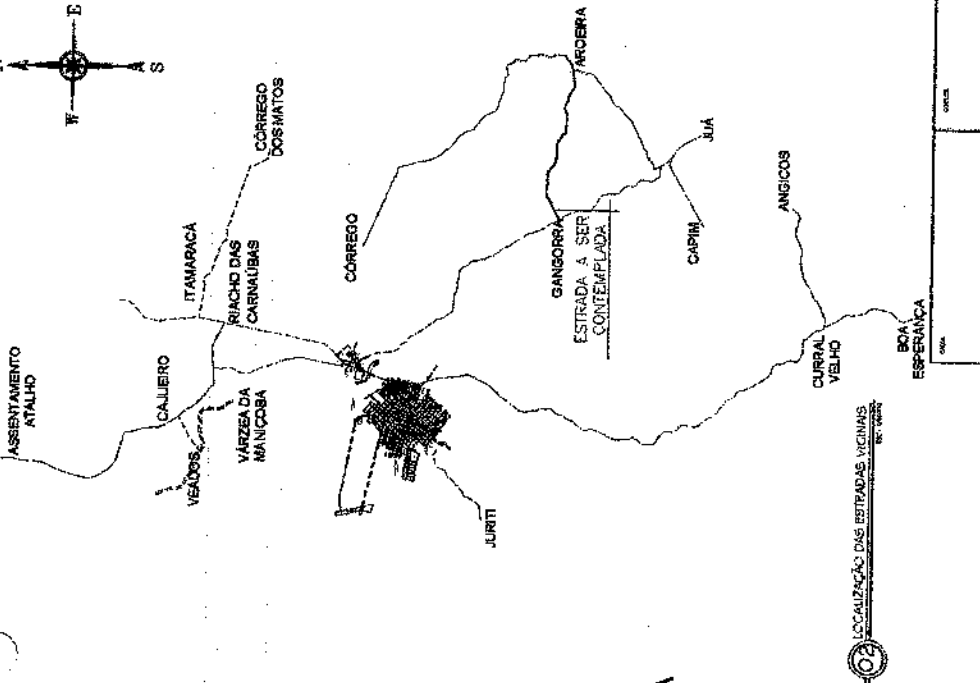 W
E
S
ASSENTAMENTO
ATALHO
CAJUEIRO
ITAMARACÁ
CÓRREGO
DOS MATOS
RIACHO DAS
CARNAÚBAS
VEADOS
VÁRZEA DA
MANIÇOBA
CÓRREGO
AROEIRA
JURITI
GANGORRA
ESTRADA A SER
CONTEMPLADA
JUÁ
CAPIM
ANGICOS
CURRAL
VELHO
BOA
ESPERANÇA
02
LOCALIZAÇÃO DAS ESTRADAS VICINAIS